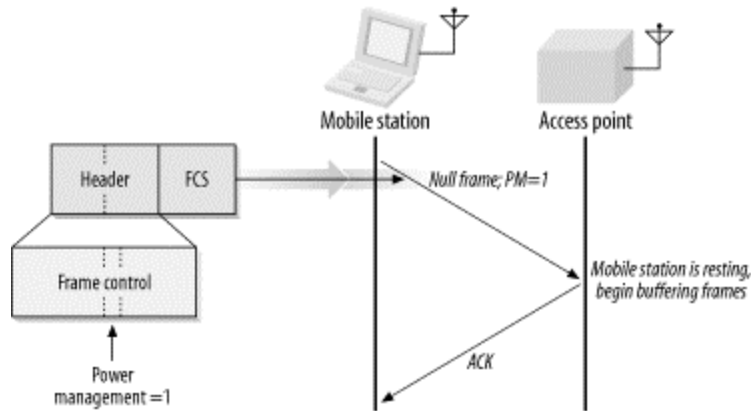 Mobile station
Access point
Header
FCS
Null frame; PM=1
Frame control
Mobile station is resting,
begin buffering frames
ACK
Power
management =1